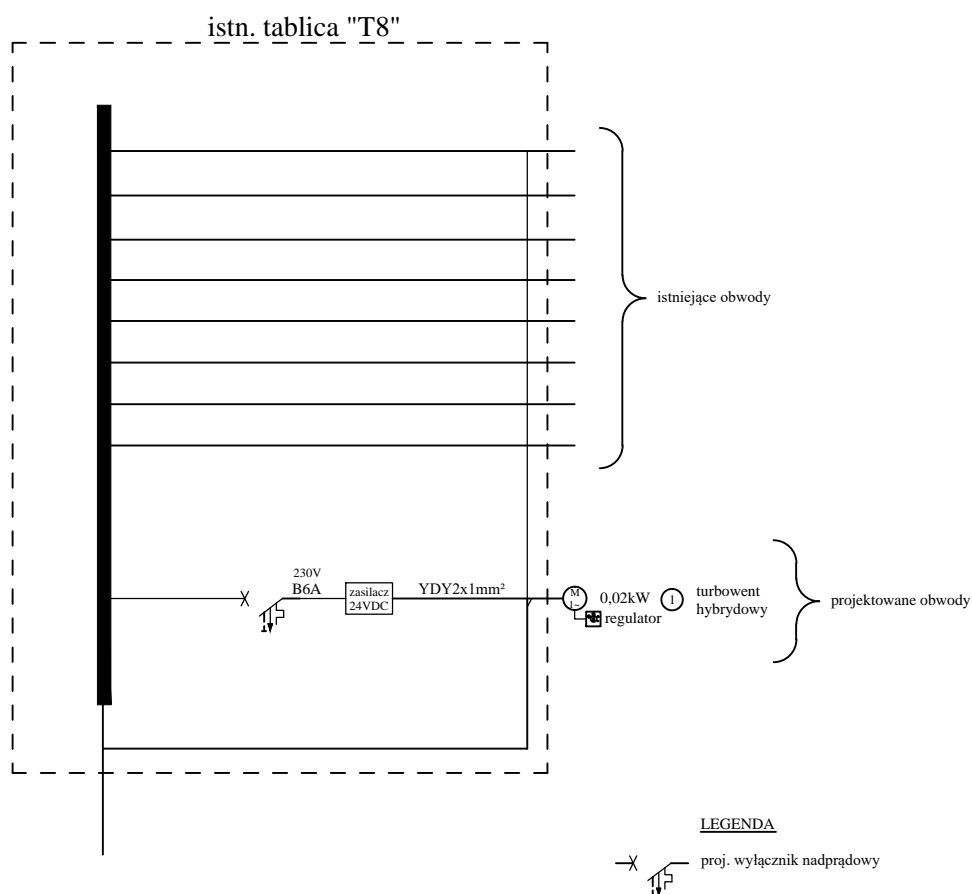 istn. tablica "T8"
istniejące obwody
230V
B6A
zasilacz
24VDC
YDY2x1mm²
M
1~
0,02kW
regulator
1
turbowent
hybrydowy
projektowane obwody
LEGENDA
proj. wyłącznik nadprądowy